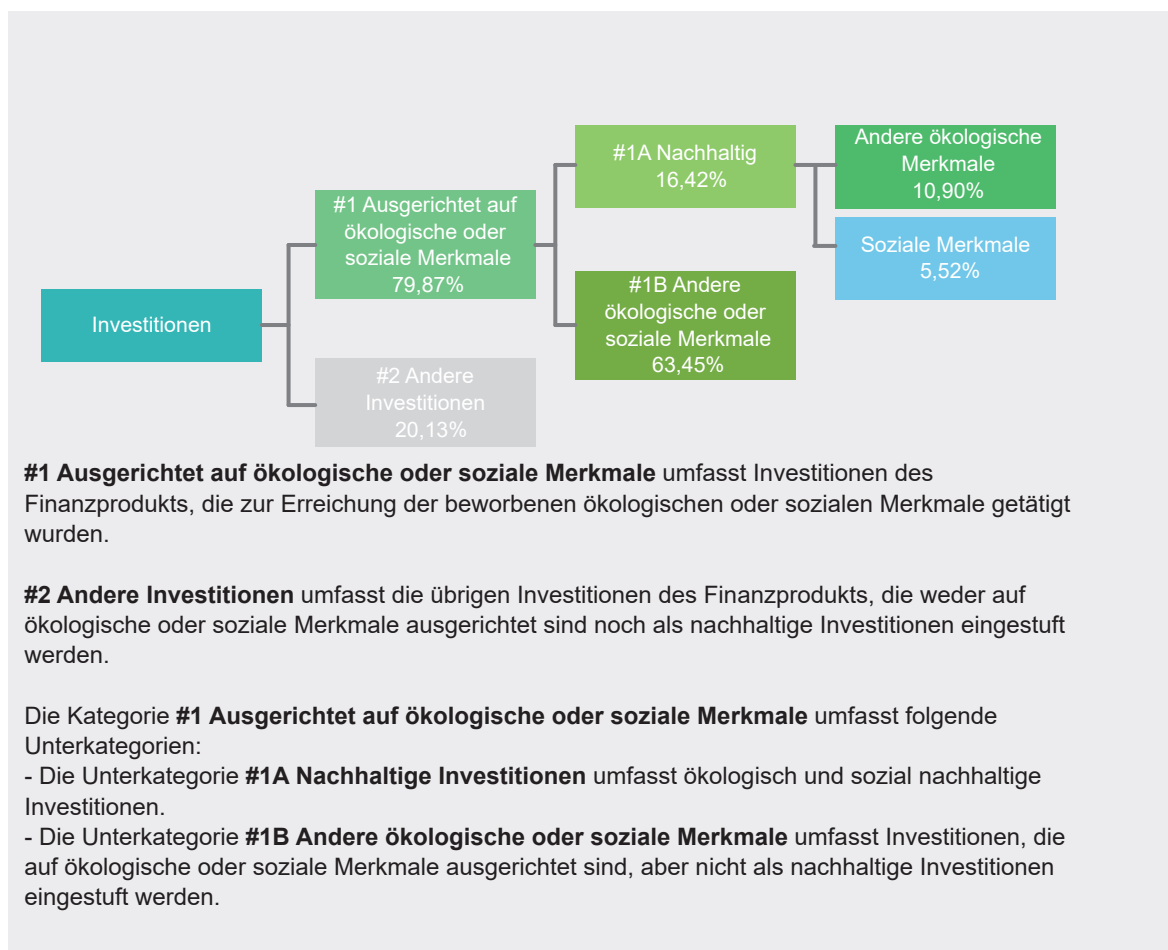 Investitionen
#1 Ausgerichtet auf
ökologische oder
soziale Merkmale
79,87%
#2 Andere
Investitionen
20,13%
#1A Nachhaltig
16,42%
#1B Andere
ökologische oder
soziale Merkmale
63,45%
Andere ökologische
Merkmale
10,90%
Soziale Merkmale
5,52%
#1 Ausgerichtet auf ökologische oder soziale Merkmale umfasst Investitionen des
Finanzprodukts, die zur Erreichung der beworbenen ökologischen oder sozialen Merkmale getätigt
wurden.
#2 Andere Investitionen umfasst die übrigen Investitionen des Finanzprodukts, die weder auf
ökologische oder soziale Merkmale ausgerichtet sind noch als nachhaltige Investitionen eingestuft
werden.
Die Kategorie #1 Ausgerichtet auf ökologische oder soziale Merkmale umfasst folgende
Unterkategorien:
- Die Unterkategorie #1A Nachhaltige Investitionen umfasst ökologisch und sozial nachhaltige
Investitionen.
- Die Unterkategorie #1B Andere ökologische oder soziale Merkmale umfasst Investitionen, die
auf ökologische oder soziale Merkmale ausgerichtet sind, aber nicht als nachhaltige Investitionen
eingestuft werden.